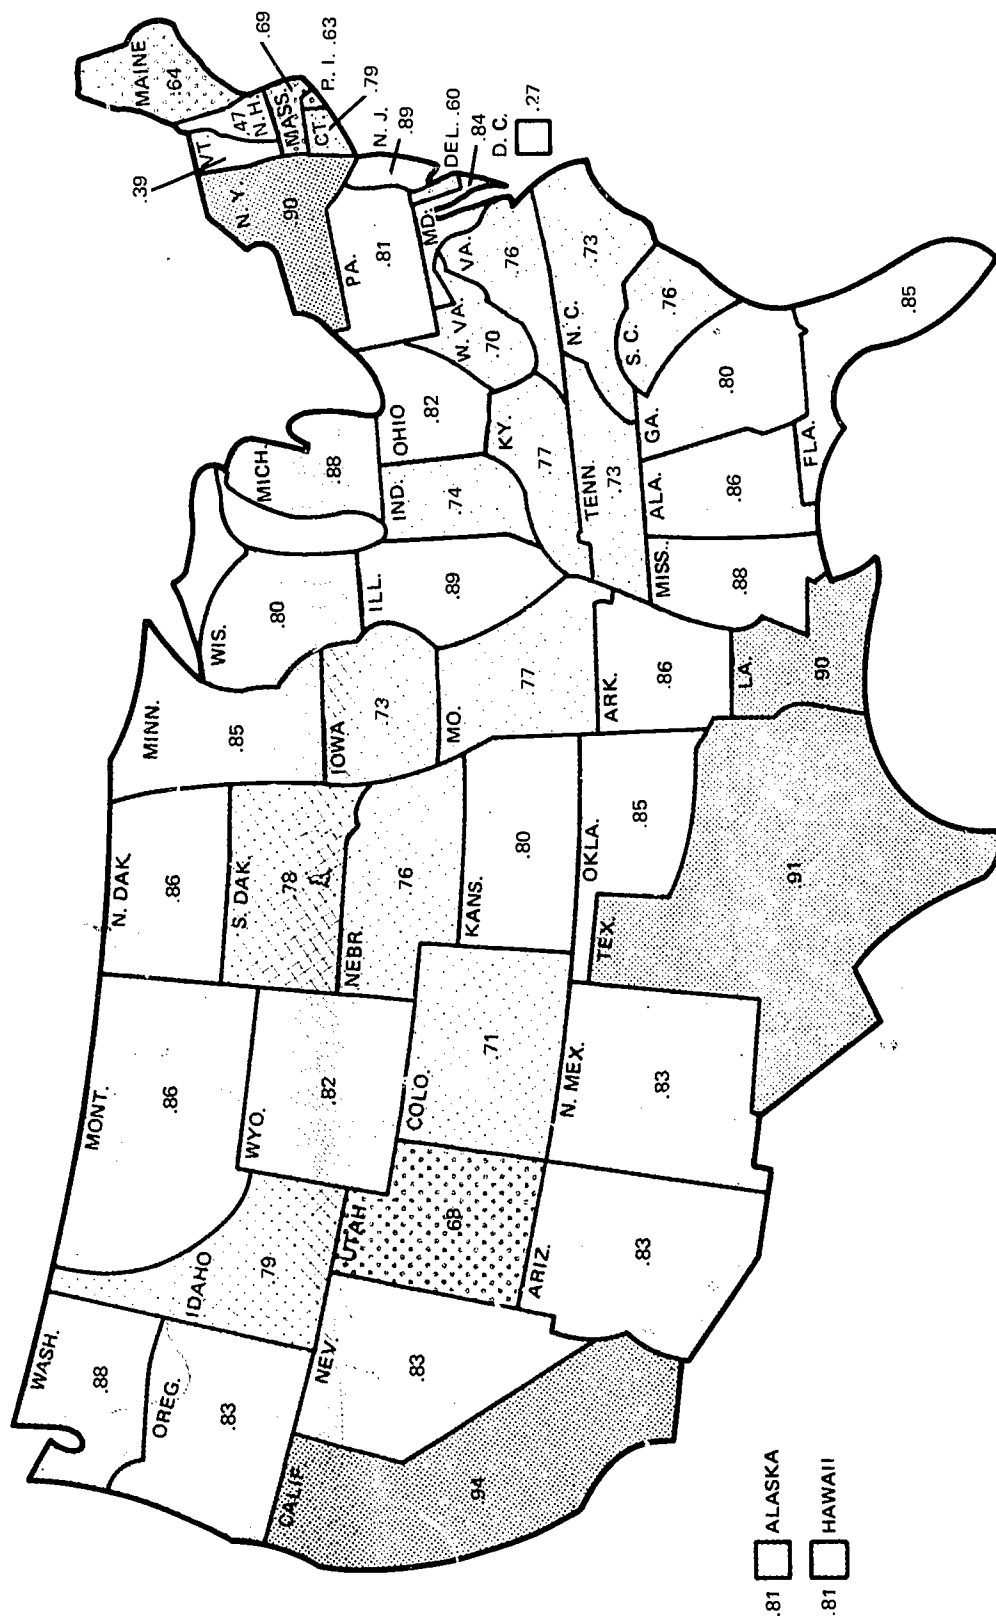 WASH.
.88
OREG.
.83
CALIF.
.94
IDAHO
.79
NEV.
.83
MONT.
.86
WYO.
.82
UTAH
.68
ARIZ.
.83
COLO.
.71
N. MEX.
.83
N. DAK.
.86
S. DAK.
.78
NEBR.
.76
KANS.
.80
OKLA.
.85
TEX.
.91
MINN.
.85
IOWA
.73
MO.
.77
ARK.
.86
LA.
.90
WIS.
.80
ILL.
.89
MISS.
.88
MICH.
.88
IND.
.74
OHIO
.82
KY.
.77
TENN.
.73
ALA.
.86
GA.
.80
FLA.
.85
W. VA.
.70
VA.
.76
N. C.
.73
S. C.
.76
PA.
.81
N. Y.
.90
VT.
.39
.47
N. H.
MAINE
.64
MASS.
.69
R. I. .63
CT.
.79
N. J.
.89
DEL. .60
MD.
.84
D. C.
.27
.81 ALASKA
.81 HAWAII